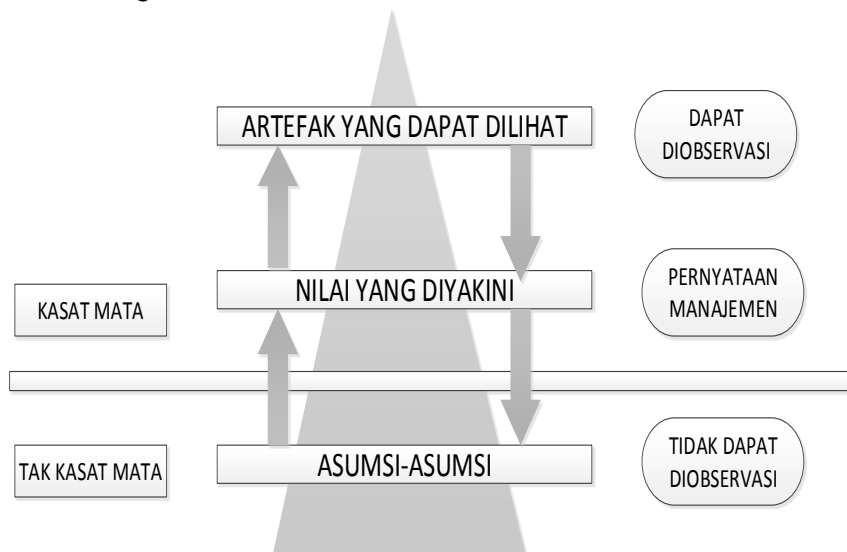 ARTEFAK YANG DAPAT DILIHAT
DAPAT
DIOBSERVASI
KASAT MATA
NILAI YANG DIYAKINI
PERNYATAAN
MANAJEMEN
TAK KASAT MATA
ASUMSI-ASUMSI
TIDAK DAPAT
DIOBSERVASI